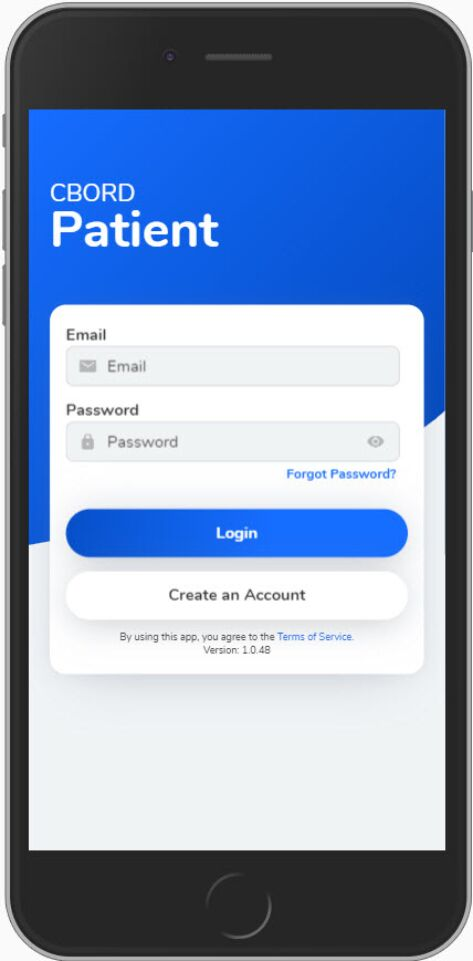 CBORD
Patient
Email
Email
Password
Password
Forgot Password?
Login
Create an Account
By using this app, you agree to the Terms of Service.
Version: 1.0.48